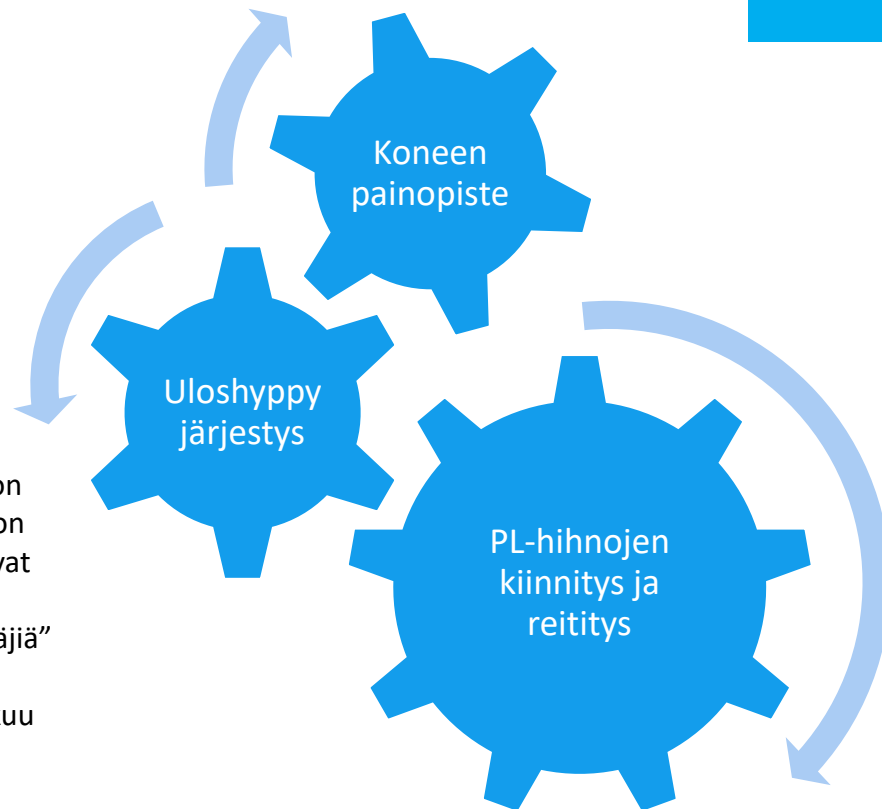 Koneen
painopiste
Uloshyppy
järjestys
PL-hihnojen
kiinnitys ja
reititys